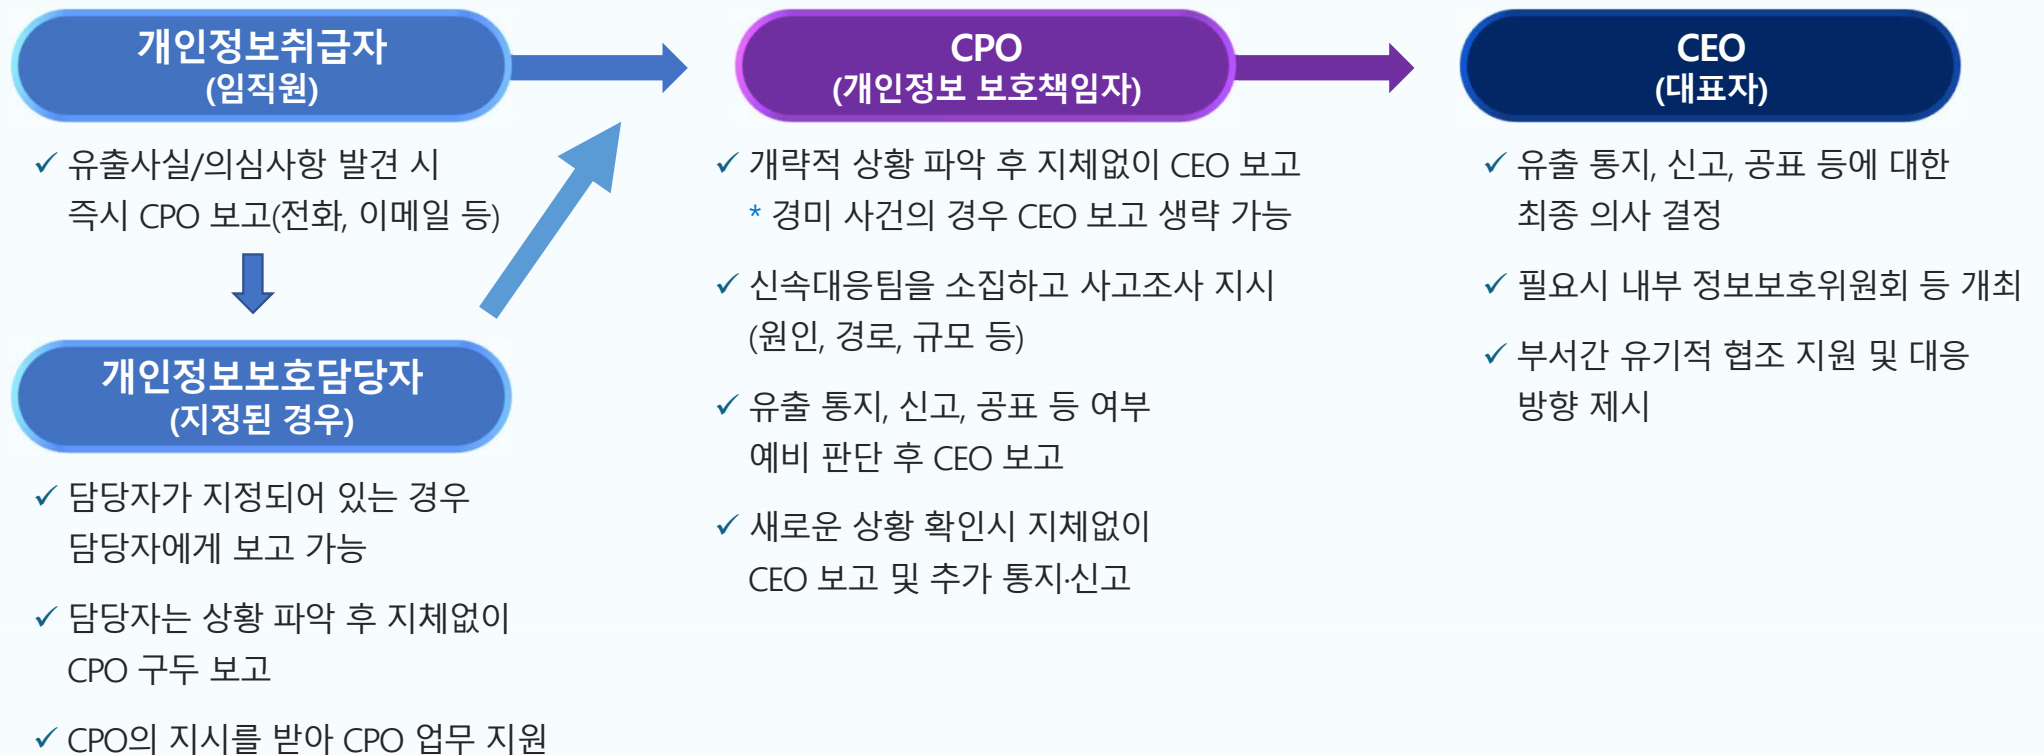 개인정보취급자
(임직원)
✓ 유출사실/의심사항 발견 시
즉시 CPO 보고(전화, 이메일 등)
개인정보보호담당자
(지정된 경우)
✓ 담당자가 지정되어 있는 경우
담당자에게 보고 가능
✓ 담당자는 상황 파악 후 지체없이
CPO 구두 보고
✓ CPO의 지시를 받아 CPO 업무 지원
CPO
(개인정보 보호책임자)
✓ 개략적 상황 파악 후 지체없이 CEO 보고
* 경미 사건의 경우 CEO 보고 생략 가능
✓ 신속대응팀을 소집하고 사고조사 지시
(원인, 경로, 규모 등)
✓ 유출 통지, 신고, 공표 등 여부
예비 판단 후 CEO 보고
✓ 새로운 상황 확인시 지체없이
CEO 보고 및 추가 통지·신고
CEO
(대표자)
✓ 유출 통지, 신고, 공표 등에 대한
최종 의사 결정
✓ 필요시 내부 정보보호위원회 등 개최
✓ 부서간 유기적 협조 지원 및 대응
방향 제시